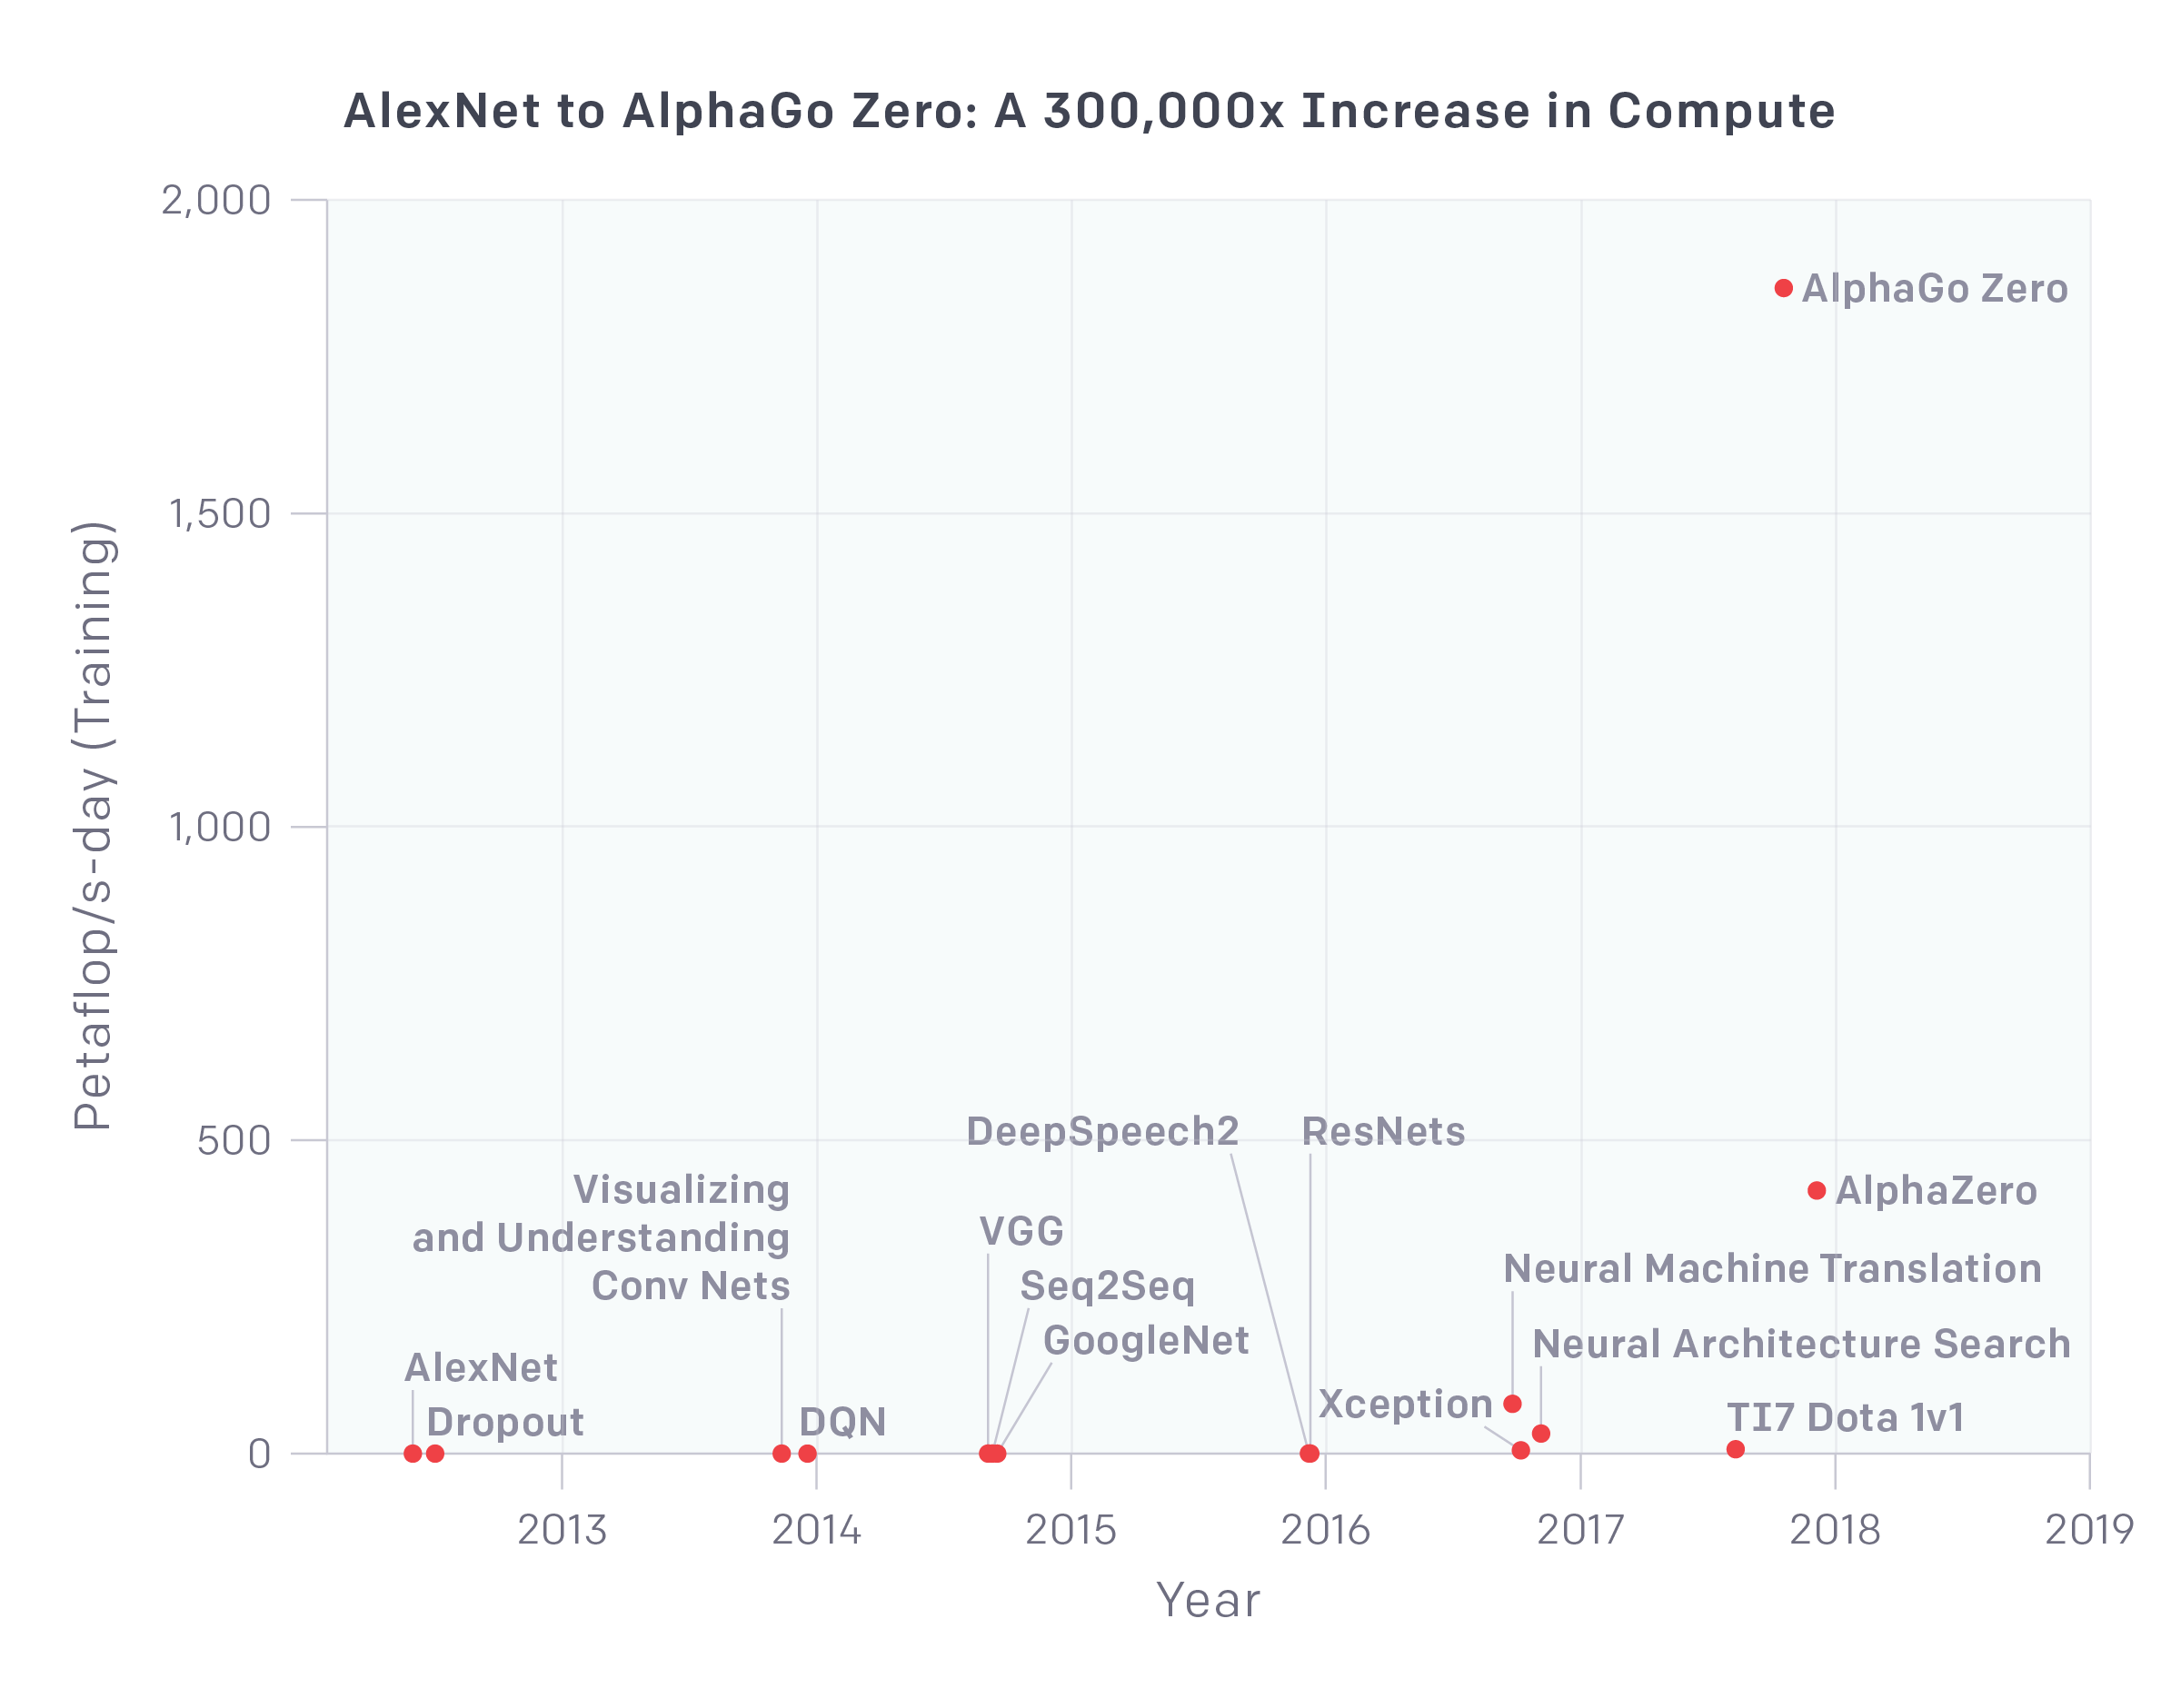 AlexNet to AlphaGo Zero: A 300,000x Increase in Compute
2,000
AlphaGo Zero
1,500
1,000
Petaflop/s-day (Training)
500
DeepSpeech2
ResNets
Visualizing
and Understanding
Conv Nets
AlphaZero
VGG
Neural Machine Translation
Seq2Seq
GoogleNet
Neural Architecture Search
AlexNet
Xception
Dropout
DQN
TI7 Dota 1v1
0
2013
2014
2015
2016
2017
2018
2019
Year